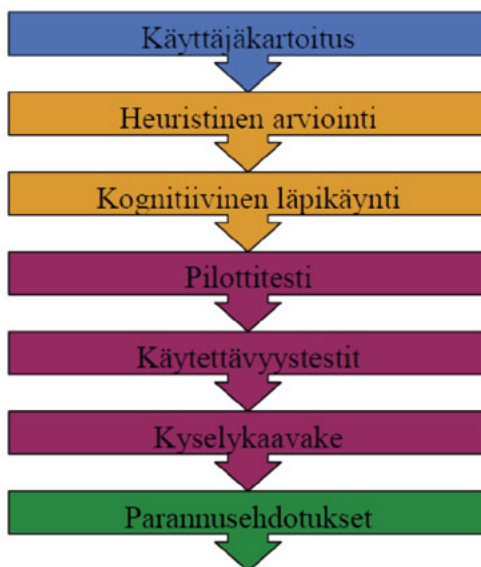 Käyttäjäkartoitus
Heuristinen arviointi
Kognitiivinen läpikäynti
Pilottitesti
Käytettävyystestit
Kyselykaavake
Parannusehdotukset